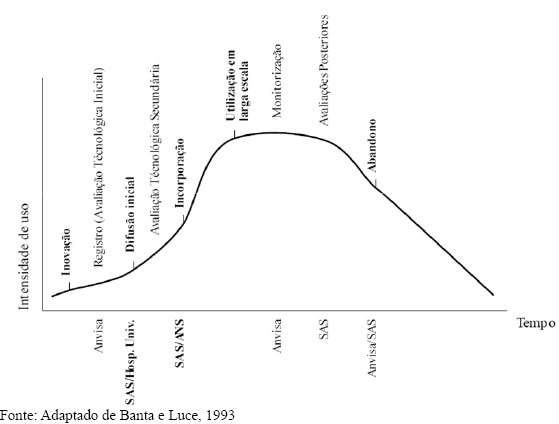 Intensidade de uso
Inovação
Registro (Avaliação Técnológica Inicial)
Difusão inicial
Avaliação Técnológica Secundária
Incorporação
Utilização em
larga escala
Monitorização
Avaliações Posteriores
Abandono
Tempo
Anvisa
SAS/Hosp. Univ.
SAS/ANS
Anvisa
SAS
Anvisa/SAS
Fonte: Adaptado de Banta e Luce, 1993